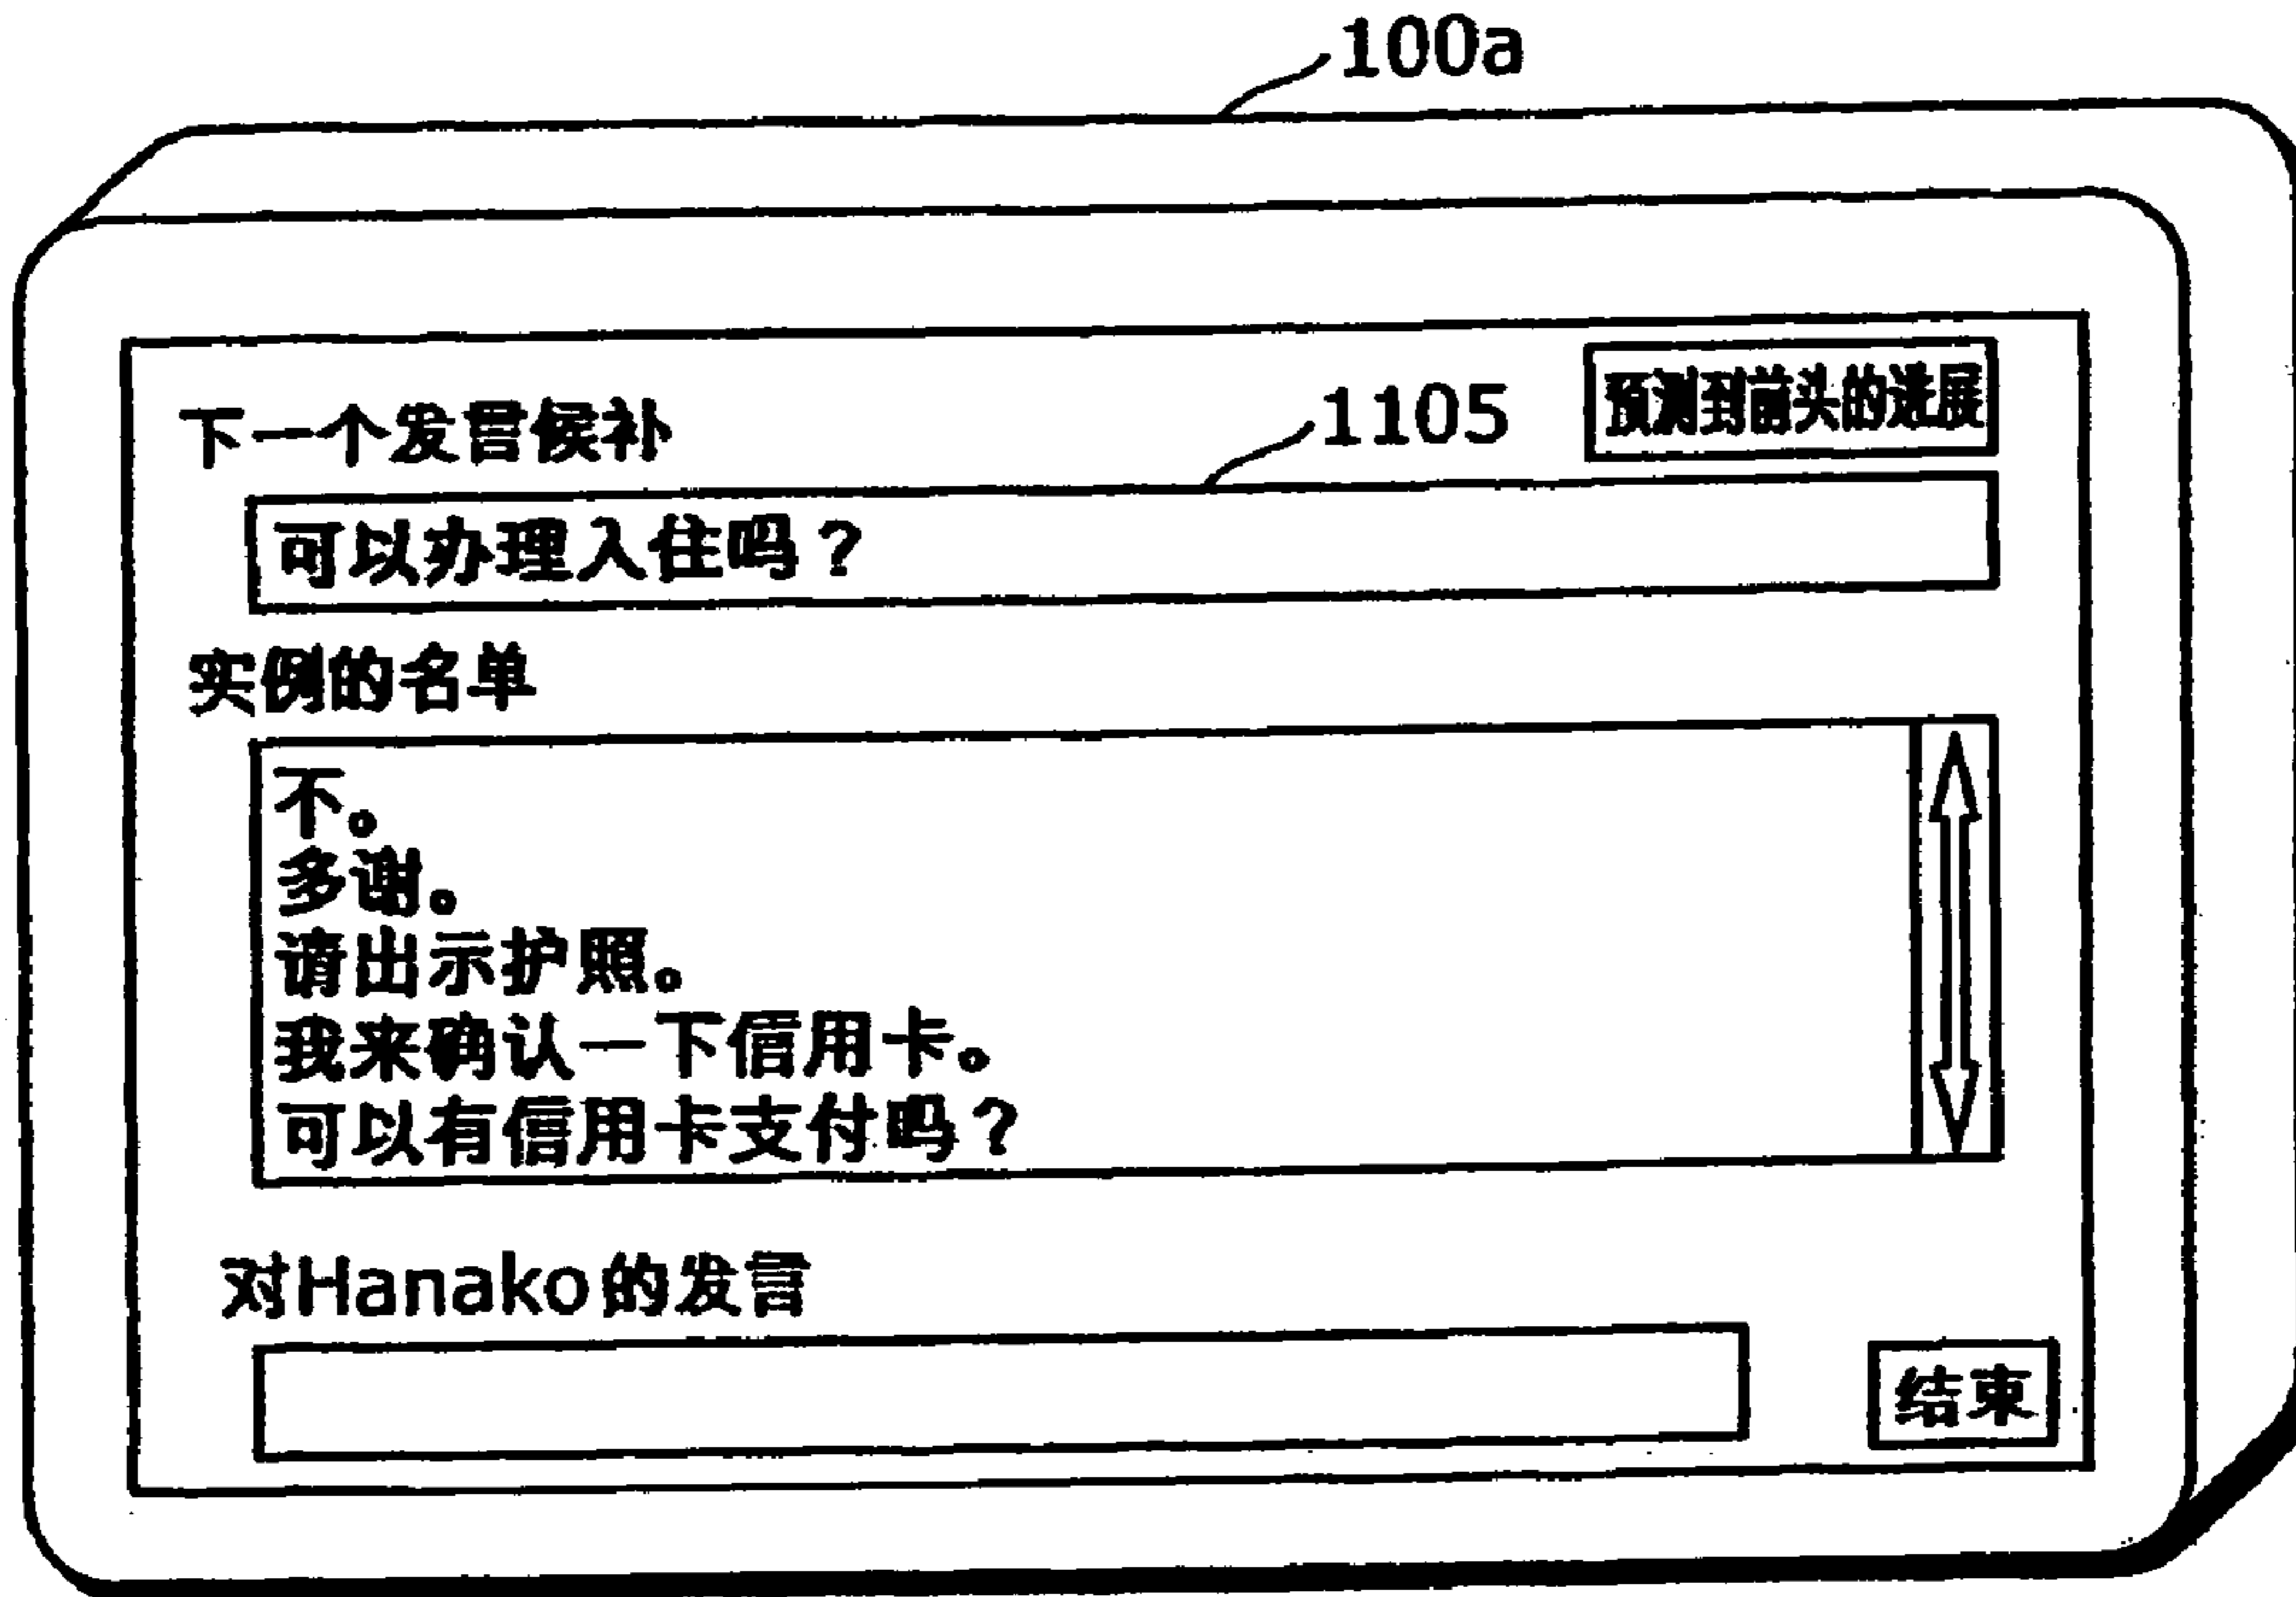 100a
下一个发言候补
1105
预测到前头的进展
可以办理入住吗？
实例的名单
不。
多谢。
请出示护照。
我来确认一下信用卡。
可以有信用卡支付吗？
对Hanako的发言
结束